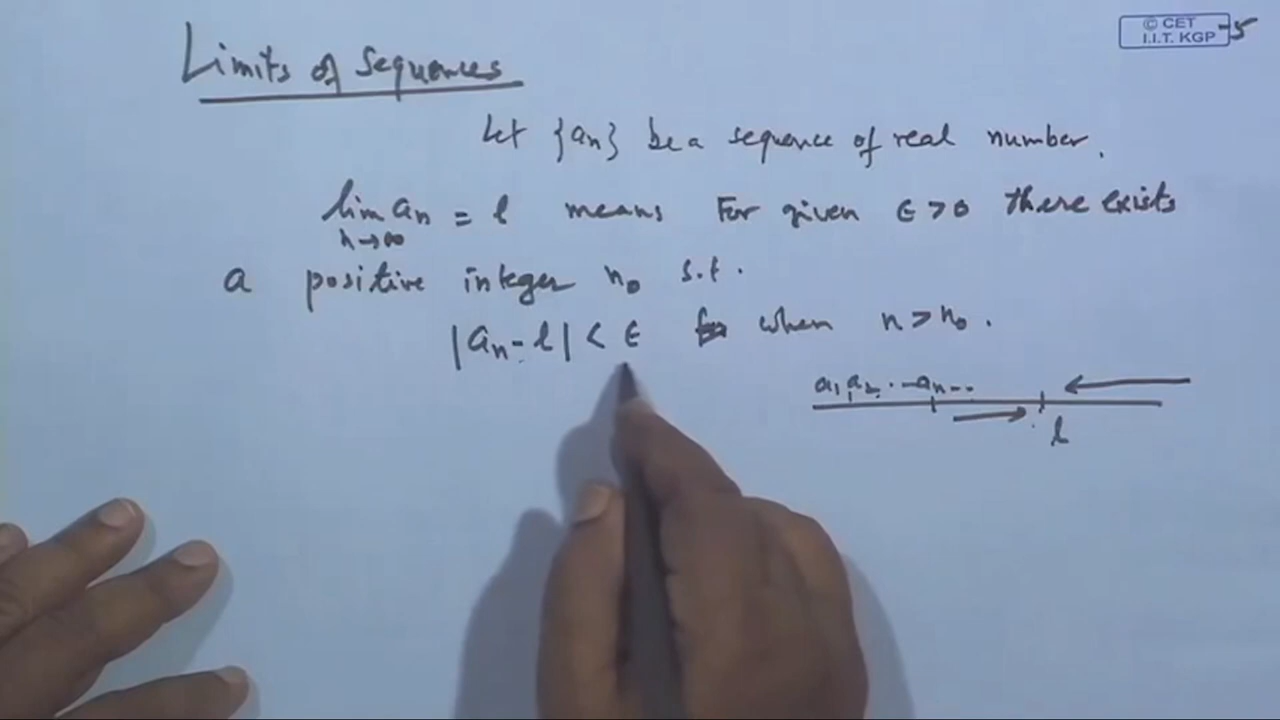 © CET
I.I.T. KGP -5
Limits of Sequences
Let {aₙ} be a sequence of real number.
lim aₙ = l means For given ϵ > 0 there exists
n→∞
a positive integer n₀ s.t.
|aₙ - l| < ϵ when n > n₀.
a₁ a₂ . . - aₙ - -
l